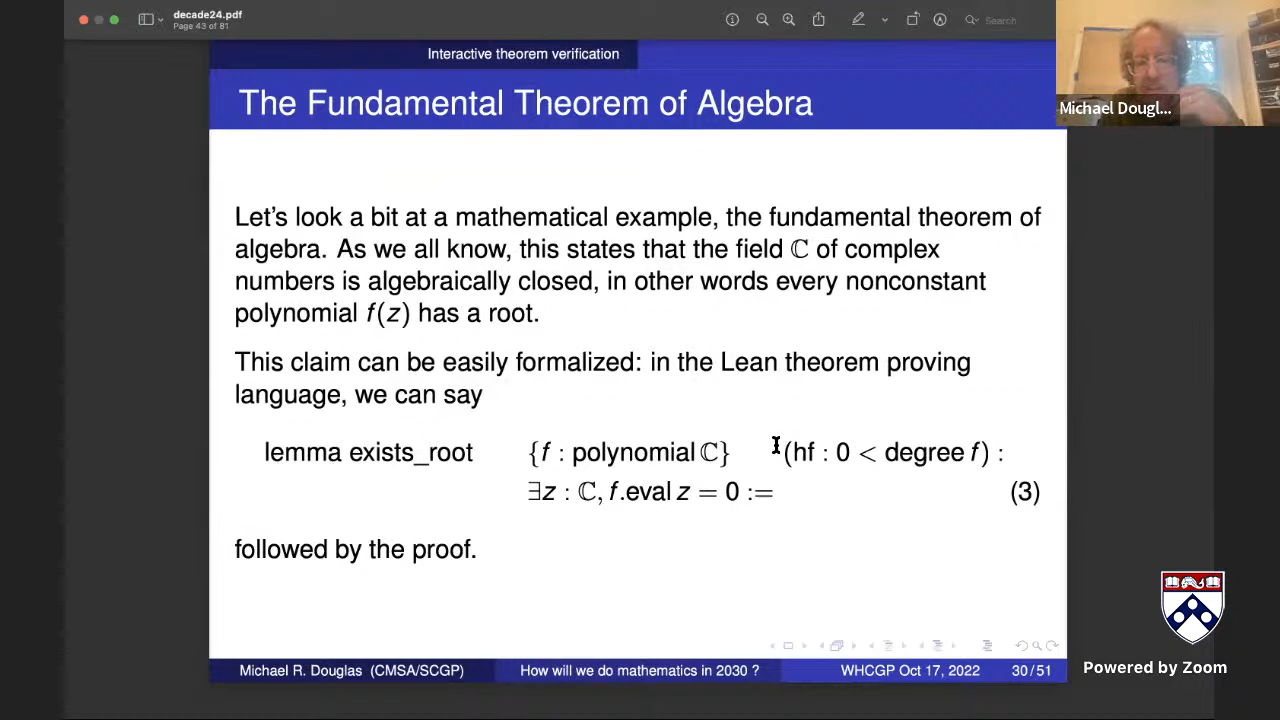 decade24.pdf
Page 43 of 81
Search
Michael Dougl...
Interactive theorem verification
The Fundamental Theorem of Algebra
Let's look a bit at a mathematical example, the fundamental theorem of
algebra. As we all know, this states that the field ℂ of complex
numbers is algebraically closed, in other words every nonconstant
polynomial f(z) has a root.
This claim can be easily formalized: in the Lean theorem proving
language, we can say
lemma exists_root {f : polynomial ℂ} (hf : 0 < degree f) :
∃z : ℂ, f.eval z = 0 := (3)
followed by the proof.
Michael R. Douglas (CMSA/SCGP) How will we do mathematics in 2030 ? WHCGP Oct 17, 2022 30/51
Powered by Zoom